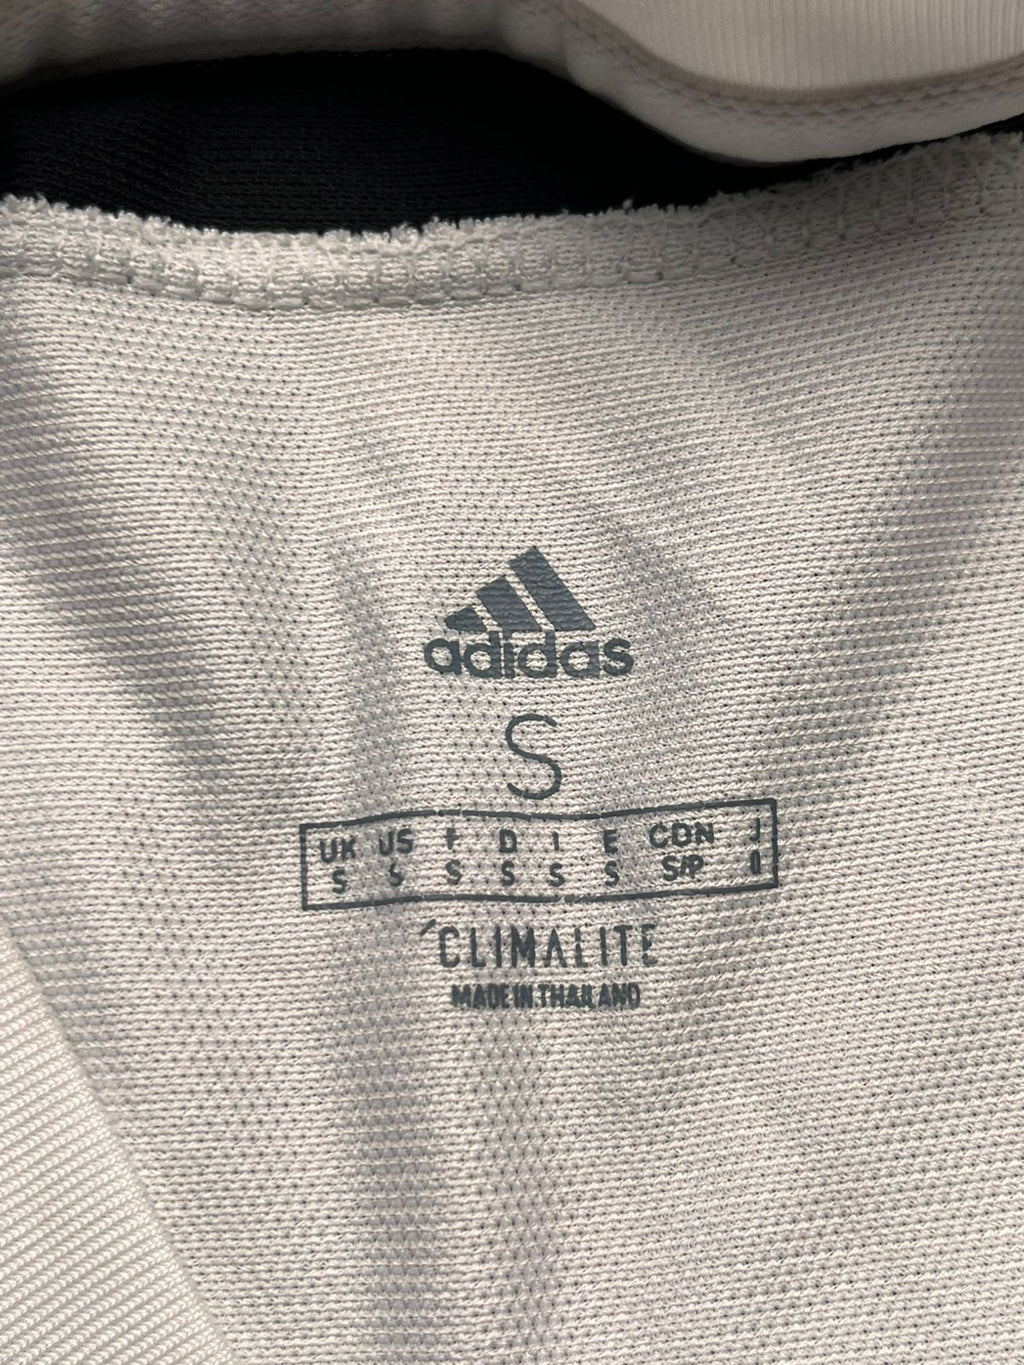 adidas
S
UK US F D I E CDN J
S S S S S S S/P O
CLIMALITE
MADE IN THAILAND